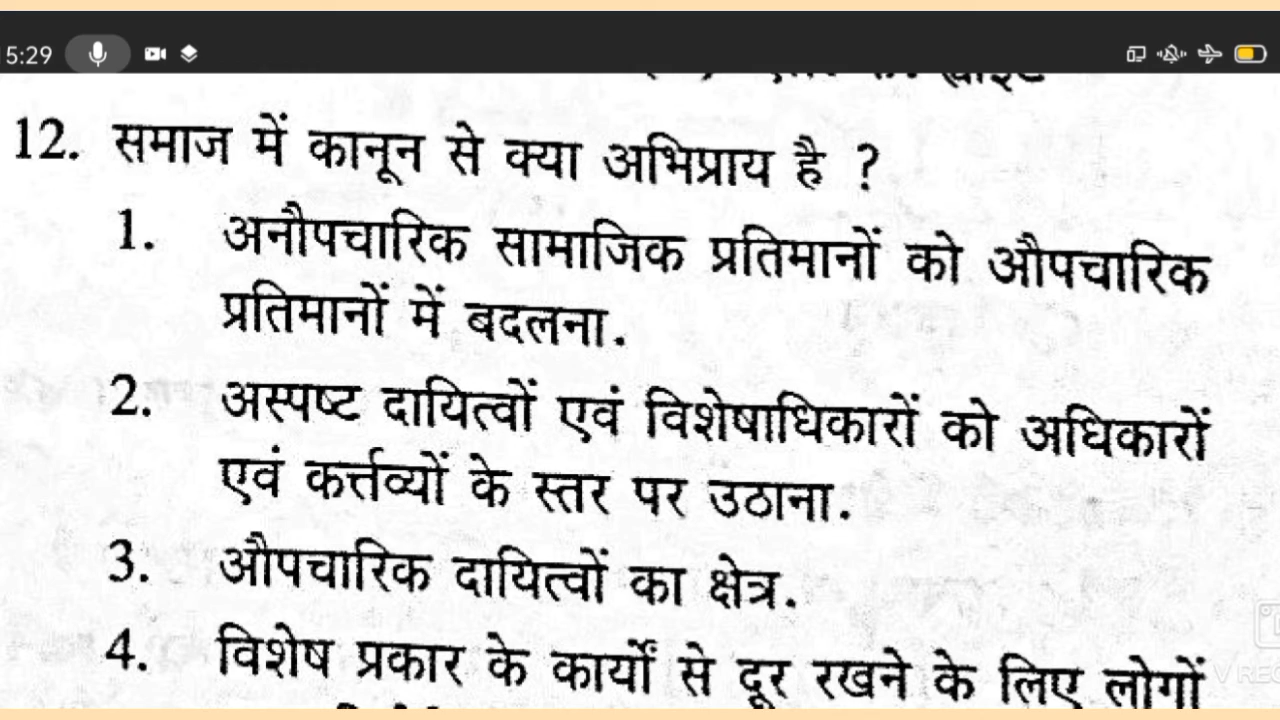 5:29
12. समाज में कानून से क्या अभिप्राय है ?
1. अनौपचारिक सामाजिक प्रतिमानों को औपचारिक
प्रतिमानों में बदलना.
2. अस्पष्ट दायित्वों एवं विशेषाधिकारों को अधिकारों
एवं कर्त्तव्यों के स्तर पर उठाना.
3. औपचारिक दायित्वों का क्षेत्र.
4. विशेष प्रकार के कार्यों से दूर रखने के लिए लोगों